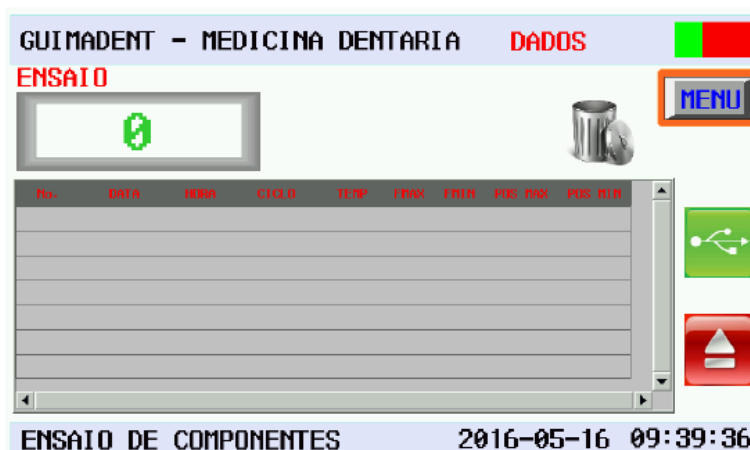 GUIMADENT - MEDICINA DENTARIA DADOS
ENSAIO
MENU
0
No. DATA HORA CICLO TEMP FMAX FMIN POS MAX POS MIN
ENSAIO DE COMPONENTES 2016-05-16 09:39:36